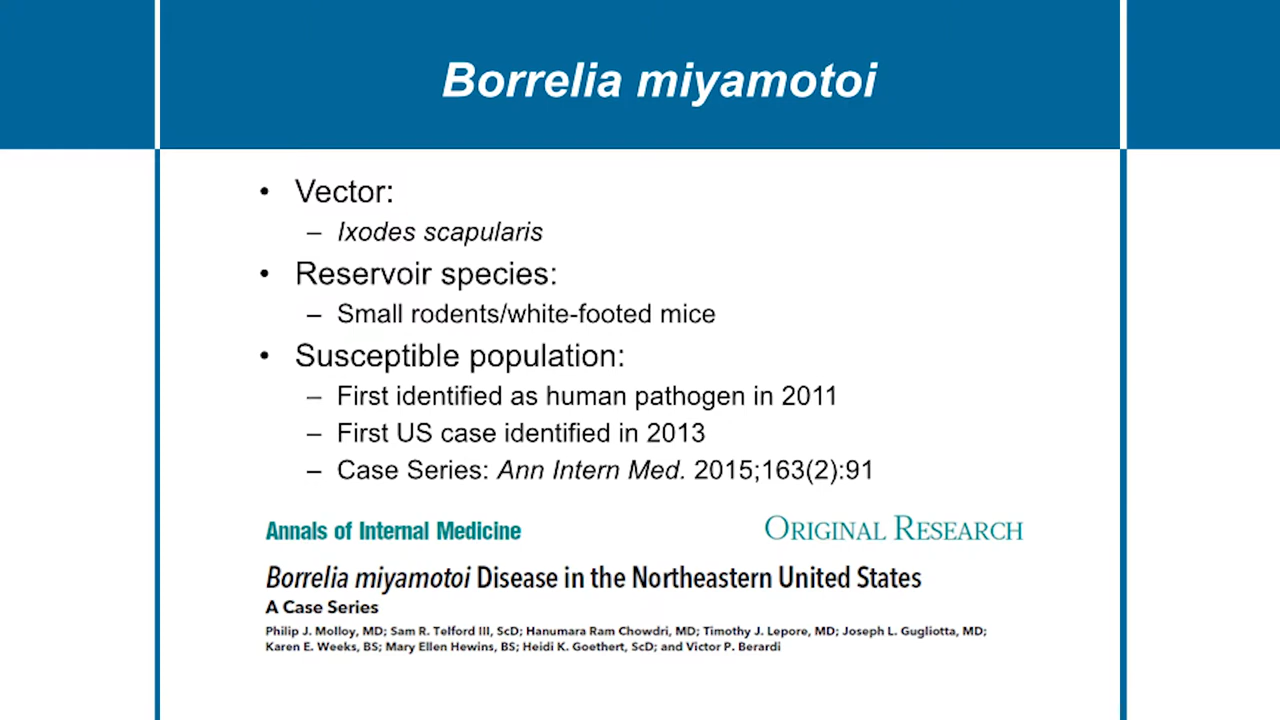 Borrelia miyamotoi
• Vector:
– Ixodes scapularis
• Reservoir species:
– Small rodents/white-footed mice
• Susceptible population:
– First identified as human pathogen in 2011
– First US case identified in 2013
– Case Series: Ann Intern Med. 2015;163(2):91
Annals of Internal Medicine ORIGINAL RESEARCH
Borrelia miyamotoi Disease in the Northeastern United States
A Case Series
Philip J. Molloy, MD; Sam R. Telford III, ScD; Hanumara Ram Chowdri, MD; Timothy J. Lepore, MD; Joseph L. Gugliotta, MD;
Karen E. Weeks, BS; Mary Ellen Hewins, BS; Heidi K. Goethert, ScD; and Victor P. Berardi